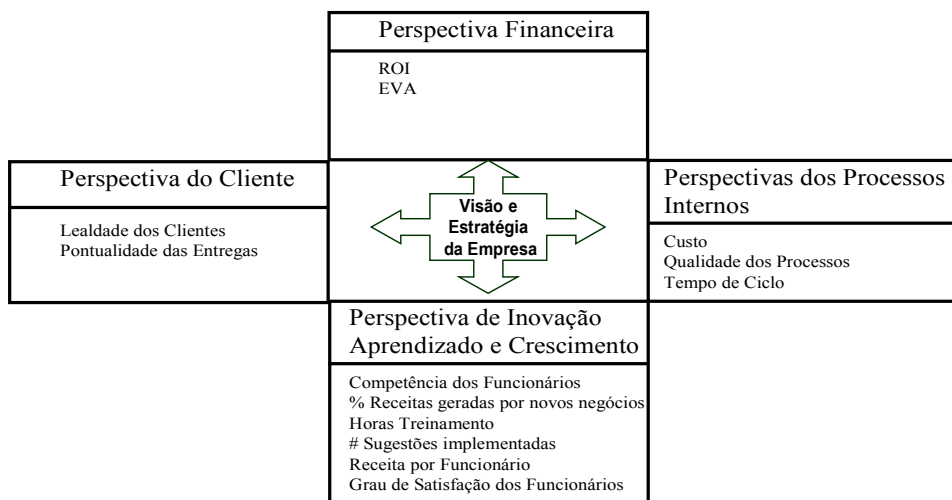 Perspectiva Financeira
ROI
EVA
Perspectiva do Cliente
Lealdade dos Clientes
Pontualidade das Entregas
Visão e
Estratégia
da Empresa
Perspectivas dos Processos
Internos
Custo
Qualidade dos Processos
Tempo de Ciclo
Perspectiva de Inovação
Aprendizado e Crescimento
Competência dos Funcionários
% Receitas geradas por novos negócios
Horas Treinamento
# Sugestões implementadas
Receita por Funcionário
Grau de Satisfação dos Funcionários